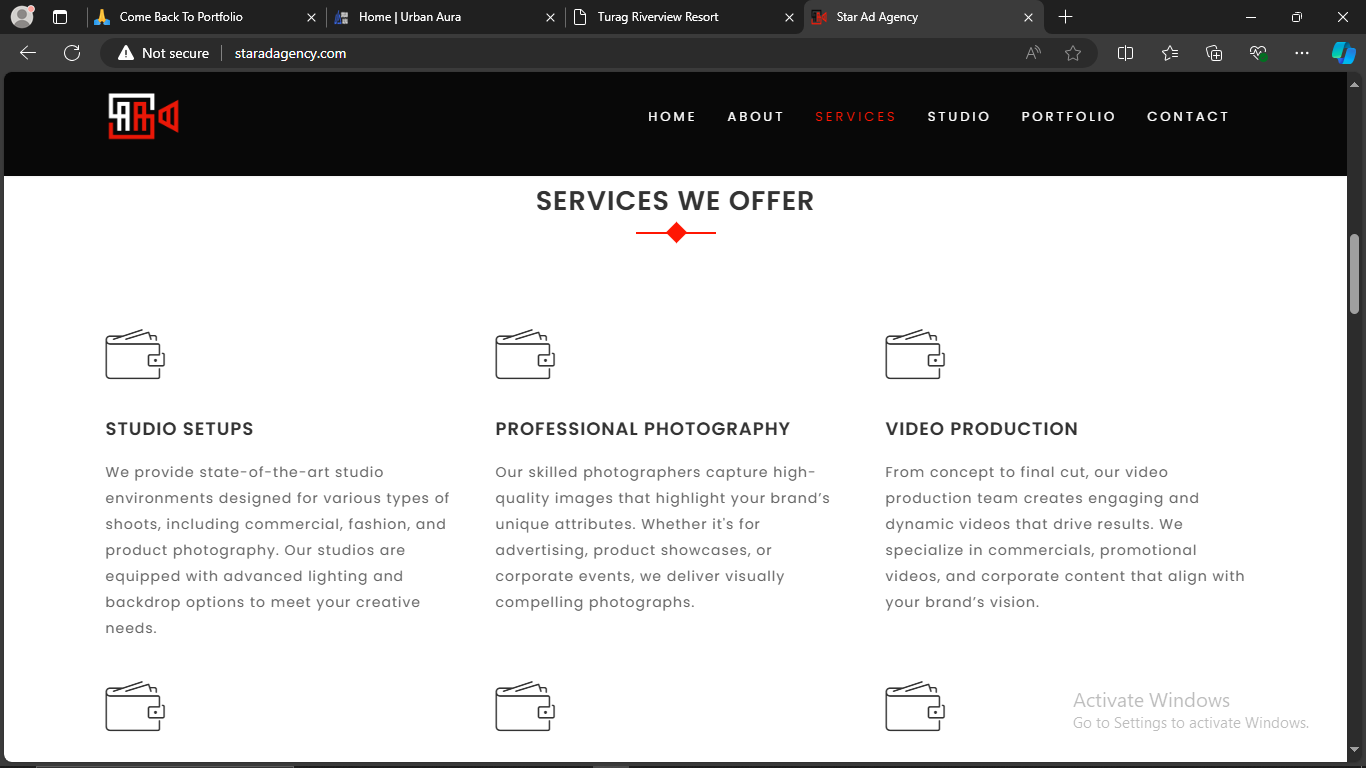 Come Back To Portfolio
Home | Urban Aura
Turag Riverview Resort
Star Ad Agency
Not secure
staradagency.com
HOME
ABOUT
SERVICES
STUDIO
PORTFOLIO
CONTACT
SERVICES WE OFFER
STUDIO SETUPS
We provide state-of-the-art studio
environments designed for various types of
shoots, including commercial, fashion, and
product photography. Our studios are
equipped with advanced lighting and
backdrop options to meet your creative
needs.
PROFESSIONAL PHOTOGRAPHY
Our skilled photographers capture high-
quality images that highlight your brand's
unique attributes. Whether it's for
advertising, product showcases, or
corporate events, we deliver visually
compelling photographs.
VIDEO PRODUCTION
From concept to final cut, our video
production team creates engaging and
dynamic videos that drive results. We
specialize in commercials, promotional
videos, and corporate content that align with
your brand's vision.
Activate Windows
Go to Settings to activate Windows.